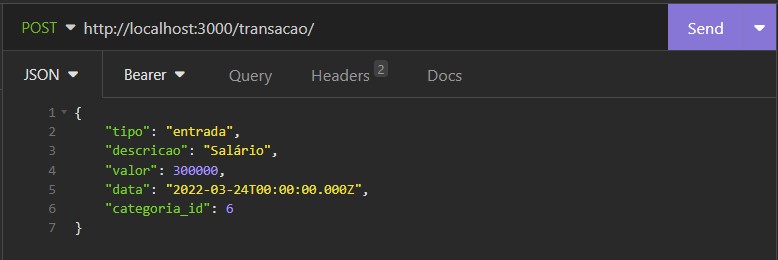 POST http://localhost:3000/transacao/ Send
JSON Bearer Query Headers 2 Docs
1 {
2 "tipo": "entrada",
3 "descricao": "Salário",
4 "valor": 300000,
5 "data": "2022-03-24T00:00:00.000Z",
6 "categoria_id": 6
7 }